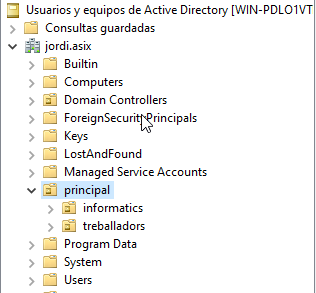 Usuarios y equipos de Active Directory [WIN-PDLO1VT
Consultas guardadas
jordi.asix
Builtin
Computers
Domain Controllers
ForeignSecurityPrincipals
Keys
LostAndFound
Managed Service Accounts
principal
informatics
treballadors
Program Data
System
Users